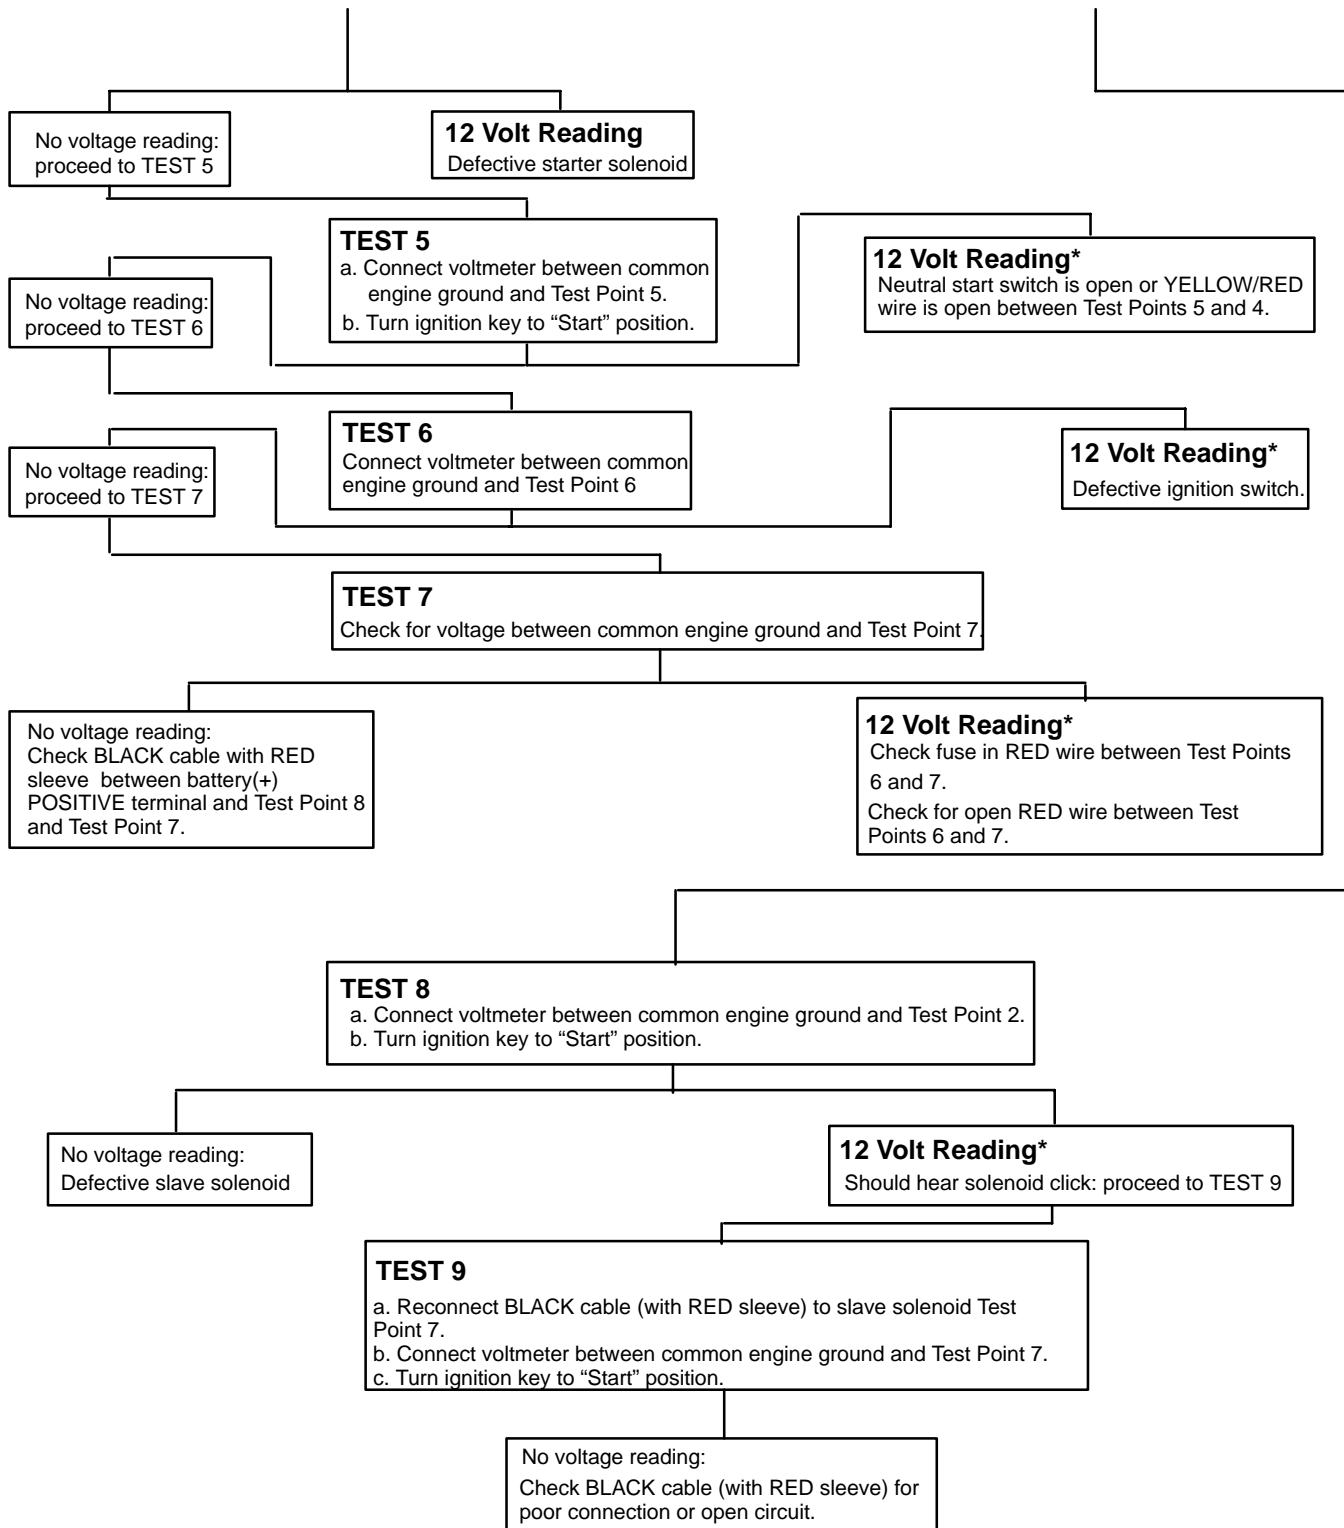 No voltage reading:
proceed to TEST 5
12 Volt Reading
Defective starter solenoid
TEST 5
a. Connect voltmeter between common
engine ground and Test Point 5.
b. Turn ignition key to “Start” position.
12 Volt Reading*
Neutral start switch is open or YELLOW/RED
wire is open between Test Points 5 and 4.
No voltage reading:
proceed to TEST 6
TEST 6
Connect voltmeter between common
engine ground and Test Point 6
12 Volt Reading*
Defective ignition switch.
No voltage reading:
proceed to TEST 7
TEST 7
Check for voltage between common engine ground and Test Point 7.
No voltage reading:
Check BLACK cable with RED
sleeve between battery(+)
POSITIVE terminal and Test Point 8
and Test Point 7.
12 Volt Reading*
Check fuse in RED wire between Test Points
6 and 7.
Check for open RED wire between Test
Points 6 and 7.
TEST 8
a. Connect voltmeter between common engine ground and Test Point 2.
b. Turn ignition key to “Start” position.
No voltage reading:
Defective slave solenoid
12 Volt Reading*
Should hear solenoid click: proceed to TEST 9
TEST 9
a. Reconnect BLACK cable (with RED sleeve) to slave solenoid Test
Point 7.
b. Connect voltmeter between common engine ground and Test Point 7.
c. Turn ignition key to “Start” position.
No voltage reading:
Check BLACK cable (with RED sleeve) for
poor connection or open circuit.